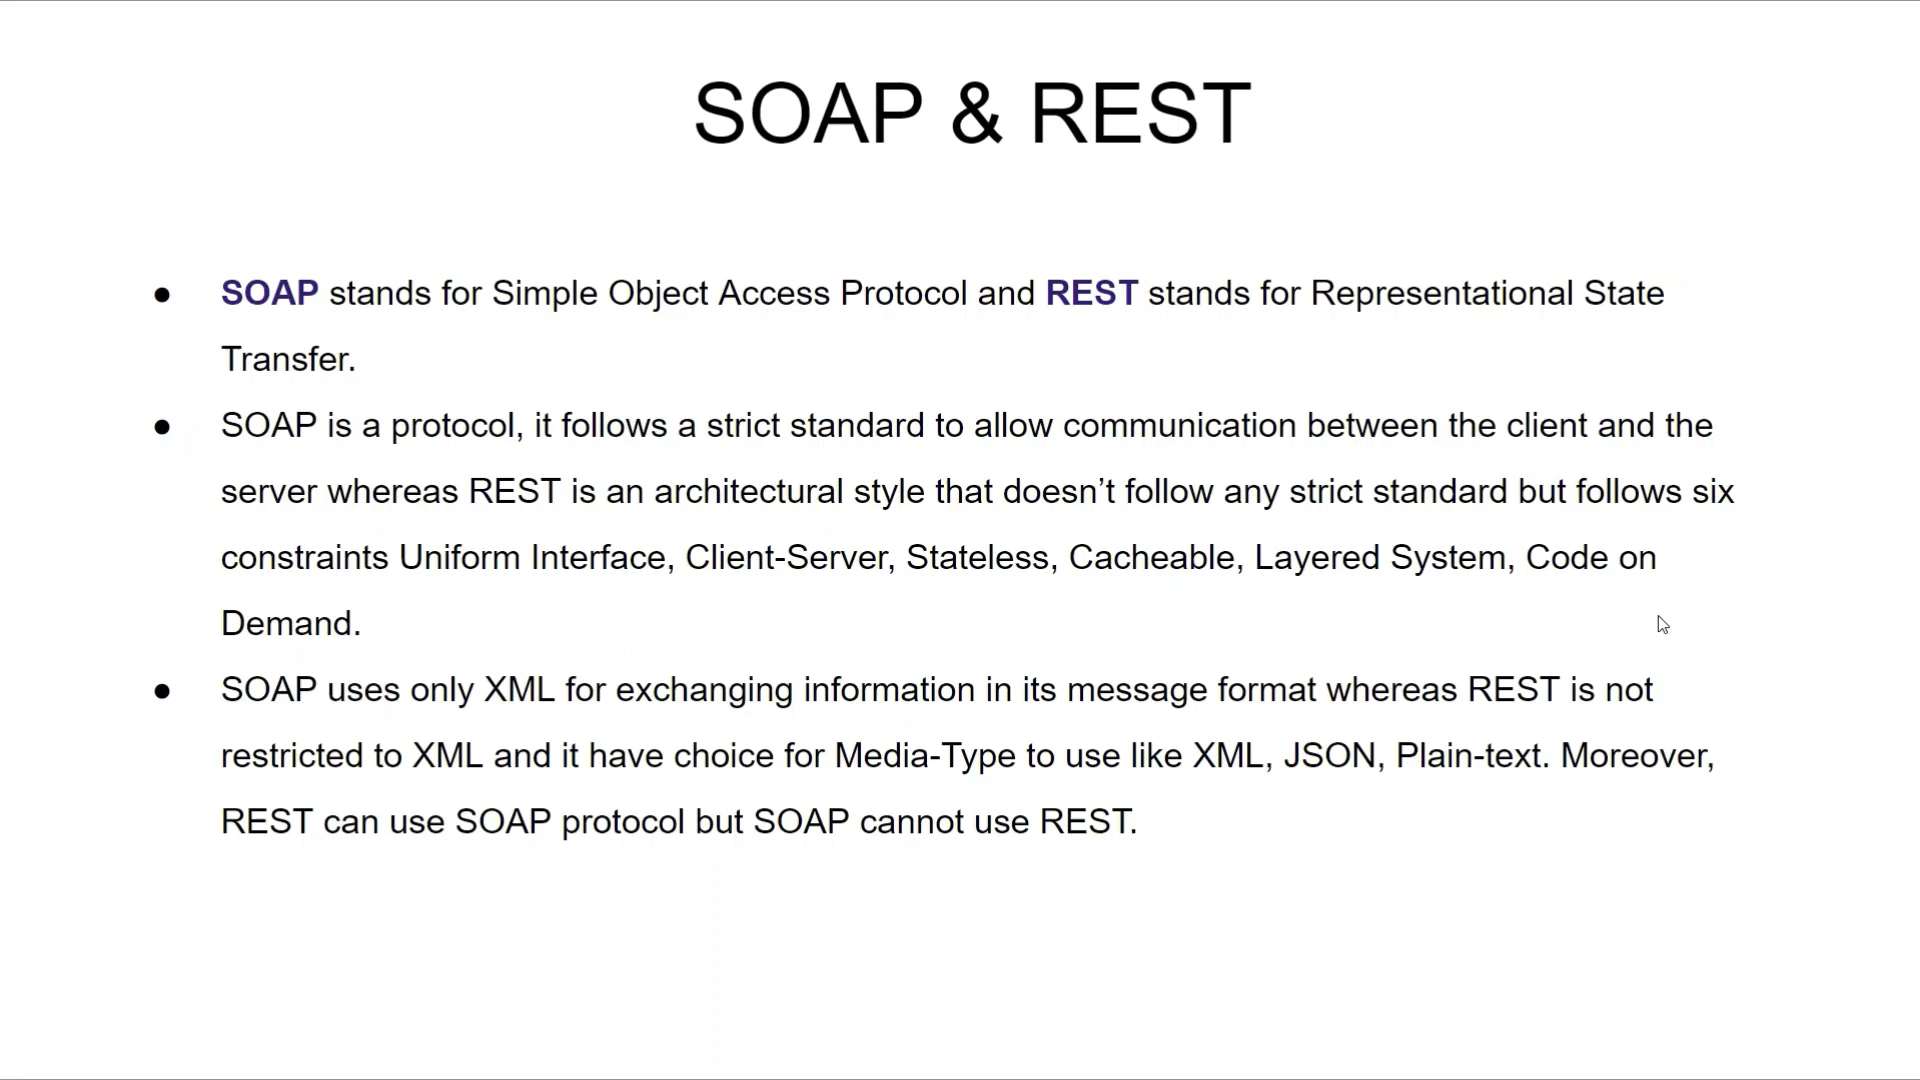 SOAP & REST
● SOAP stands for Simple Object Access Protocol and REST stands for Representational State
Transfer.
● SOAP is a protocol, it follows a strict standard to allow communication between the client and the
server whereas REST is an architectural style that doesn’t follow any strict standard but follows six
constraints Uniform Interface, Client-Server, Stateless, Cacheable, Layered System, Code on
Demand.
● SOAP uses only XML for exchanging information in its message format whereas REST is not
restricted to XML and it have choice for Media-Type to use like XML, JSON, Plain-text. Moreover,
REST can use SOAP protocol but SOAP cannot use REST.